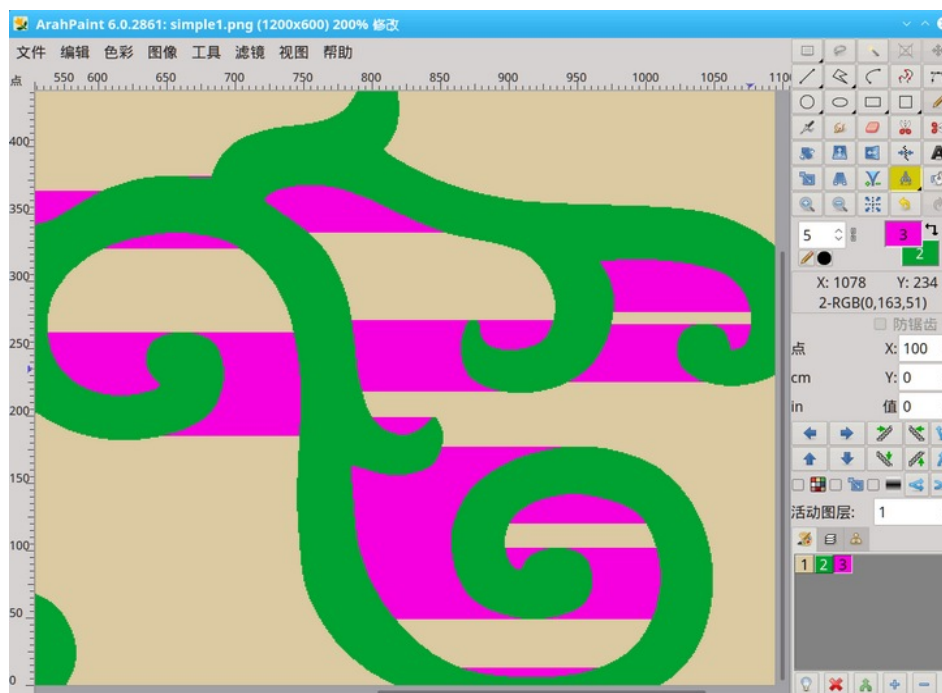 ArahPaint 6.0.2861: simple1.png (1200x600) 200% 修改
文件 编辑 色彩 图像 工具 滤镜 视图 帮助
点 550 600 650 700 750 800 850 900 950 1000 1050 1100
400
350
300
250
200
150
100
50
0
5 3
2
X: 1078 Y: 234
2-RGB(0,163,51)
防锯齿
点 X: 100
cm Y: 0
in 值 0
活动图层: 1
1 2 3